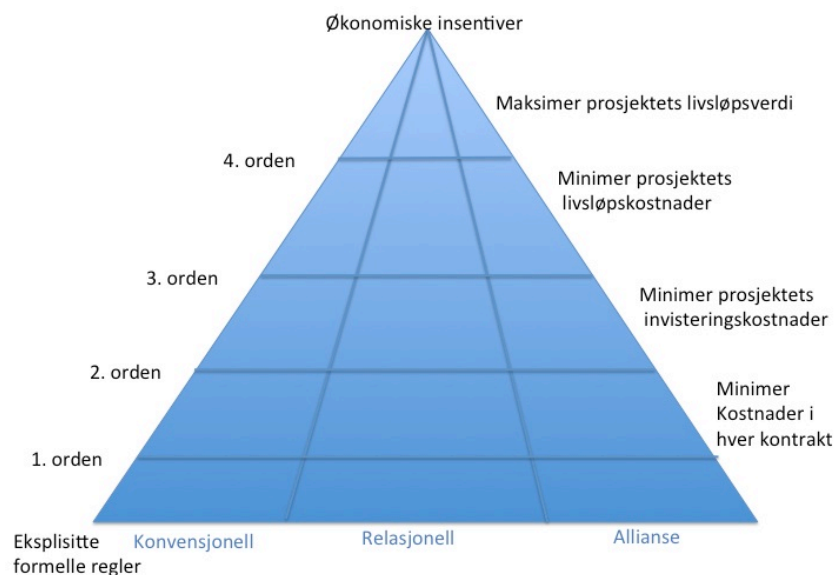 Økonomiske insentiver
Maksimer prosjektets livsløpsverdi
4. orden
Minimer prosjektets
livsløpskostnader
3. orden
Minimer prosjektets
invisteringskostnader
2. orden
Minimer
Kostnader i
hver kontrakt
1. orden
Eksplisitte
formelle regler
Konvensjonell
Relasjonell
Allianse